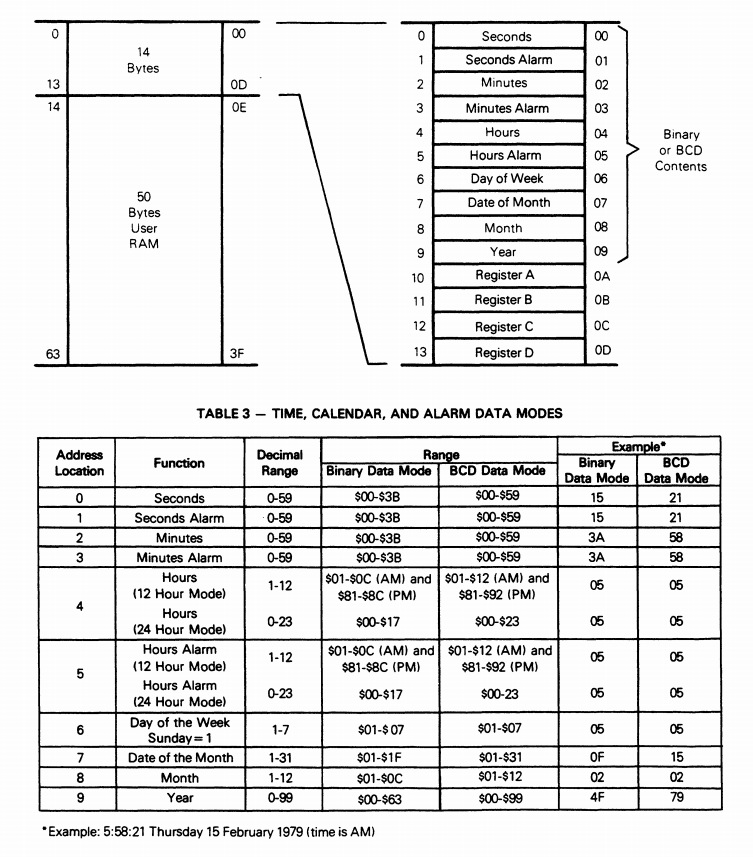 0 00
14
Bytes
13 0D
14 0E
50
Bytes
User
RAM
63 3F
0 Seconds 00
1 Seconds Alarm 01
2 Minutes 02
3 Minutes Alarm 03
4 Hours 04
5 Hours Alarm 05
6 Day of Week 06
7 Date of Month 07
8 Month 08
9 Year 09
10 Register A 0A
11 Register B 0B
12 Register C 0C
13 Register D 0D
Binary
or BCD
Contents
TABLE 3 — TIME, CALENDAR, AND ALARM DATA MODES
Address Location Function Decimal Range Range Example*
Binary Data Mode BCD Data Mode Binary Data Mode BCD Data Mode
0 Seconds 0-59 $00-$3B $00-$59 15 21
1 Seconds Alarm 0-59 $00-$3B $00-$59 15 21
2 Minutes 0-59 $00-$3B $00-$59 3A 58
3 Minutes Alarm 0-59 $00-$3B $00-$59 3A 58
4 Hours (12 Hour Mode) 1-12 $01-$0C (AM) and $81-$8C (PM) $01-$12 (AM) and $81-$92 (PM) 05 05
Hours (24 Hour Mode) 0-23 $00-$17 $00-$23 05 05
5 Hours Alarm (12 Hour Mode) 1-12 $01-$0C (AM) and $81-$8C (PM) $01-$12 (AM) and $81-$92 (PM) 05 05
Hours Alarm (24 Hour Mode) 0-23 $00-$17 $00-23 05 05
6 Day of the Week Sunday=1 1-7 $01-$07 $01-$07 05 05
7 Date of the Month 1-31 $01-$1F $01-$31 0F 15
8 Month 1-12 $01-$0C $01-$12 02 02
9 Year 0-99 $00-$63 $00-$99 4F 79
*Example: 5:58:21 Thursday 15 February 1979 (time is AM)